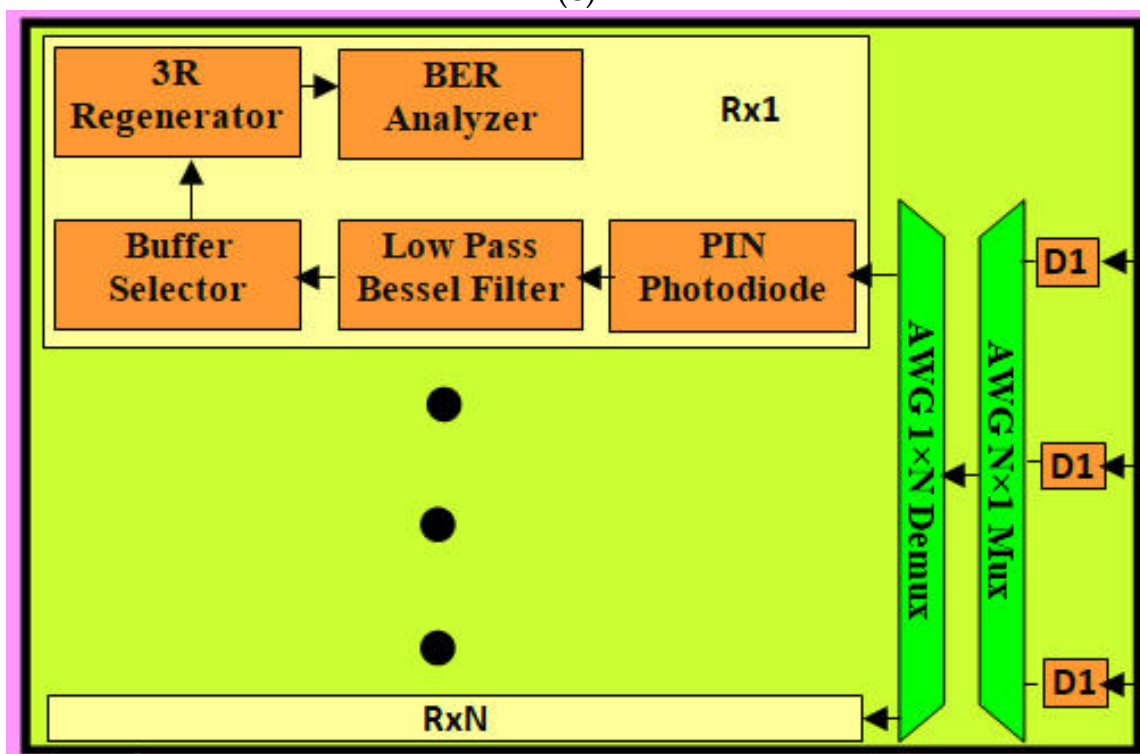 3R
Regenerator
BER
Analyzer
Rx1
Buffer
Selector
Low Pass
Bessel Filter
PIN
Photodiode
AWG 1×N Demux
AWG N×1 Mux
D1
D1
D1
RxN